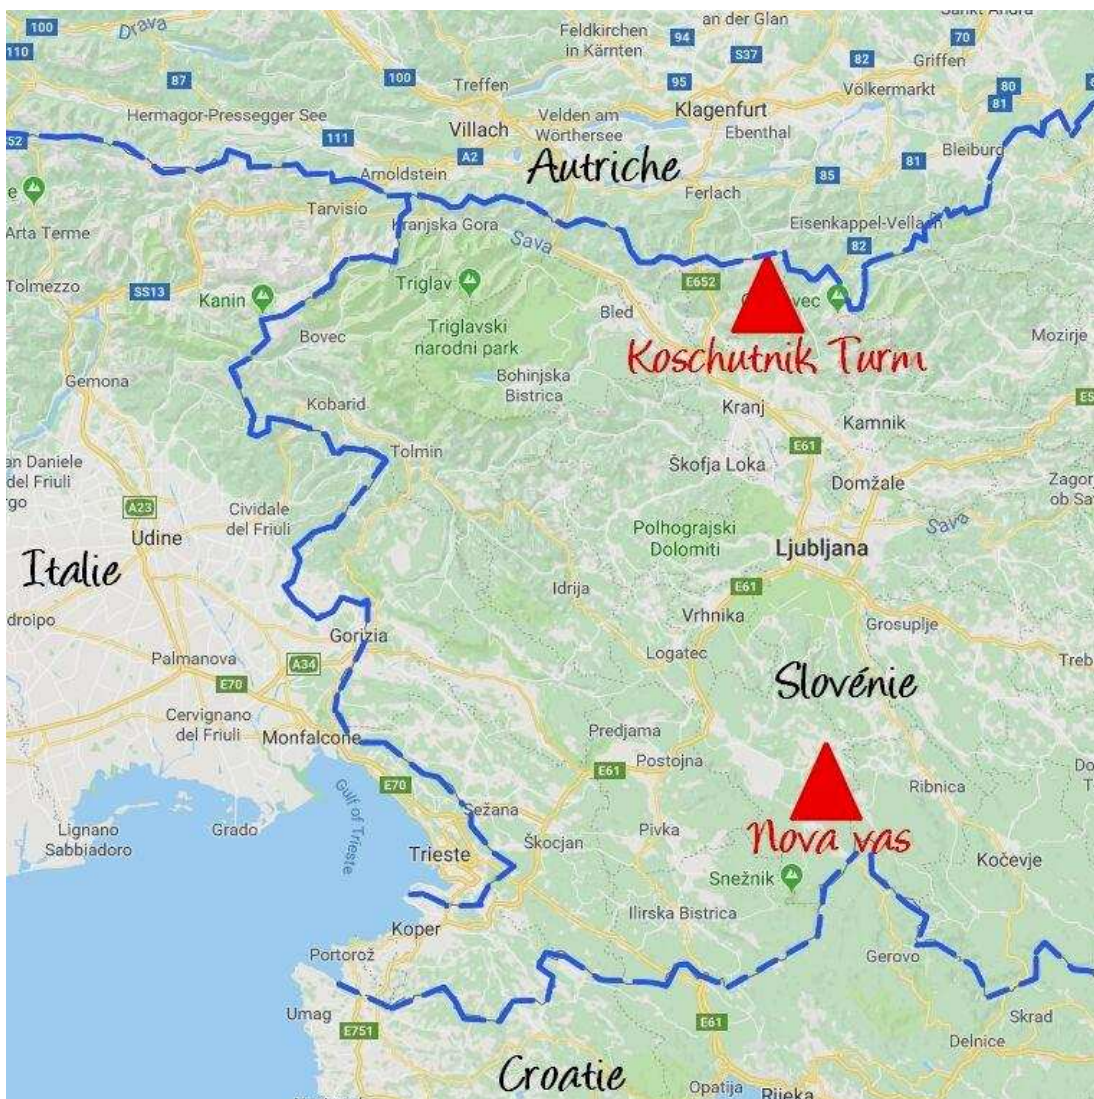 100
Drava
Feldkirchen
in Kärnten
an der Glan
94
S37
82
70
Griffen
110
87
100
Treffen
95
Klagenfurt
Völkermarkt
80
81
Hermagor-Pressegger See
111
Villach
Velden am
Wörthersee
Ebenthal
A2
Bleiburg
52
Arnoldstein
Autriche
Ferlach
85
81
Tarvisio
Kranjska Gora
Eisenkappel-Vellach
Arta Terme
Sava
82
Tolmezzo
SS13
Kanin
Triglav
E652
Bovec
Triglavski
narodni park
Bled
Koschutnik Turm
Mozirje
Gemona
Bohinjska
Bistrica
Kobarid
Kranj
Kamnik
Tolmin
E61
Škofja Loka
Domžale
an Daniele
del Friuli
Zagor
ob Sa
A23
Cividale
del Friuli
Udine
Polhograjski
Dolomiti
Sava
Ljubljana
Italie
Idrija
E61
Vrhnika
Grosuplje
droipo
Gorizia
Logatec
Palmanova
A34
Treb
E70
Slovénie
Cervignano
del Friuli
Monfalcone
Predjama
Postojna
E61
E70
Gulf of Trieste
Ribnica
Sežana
Lignano
Sabbiadoro
Grado
Trieste
Škocjan
Pivka
Nova vas
Kočevje
Snežnik
Koper
Ilirska Bistrica
Portorož
Gerovo
Umag
E751
E61
Skrad
Delnice
Croatie
Opatija
Rijeka